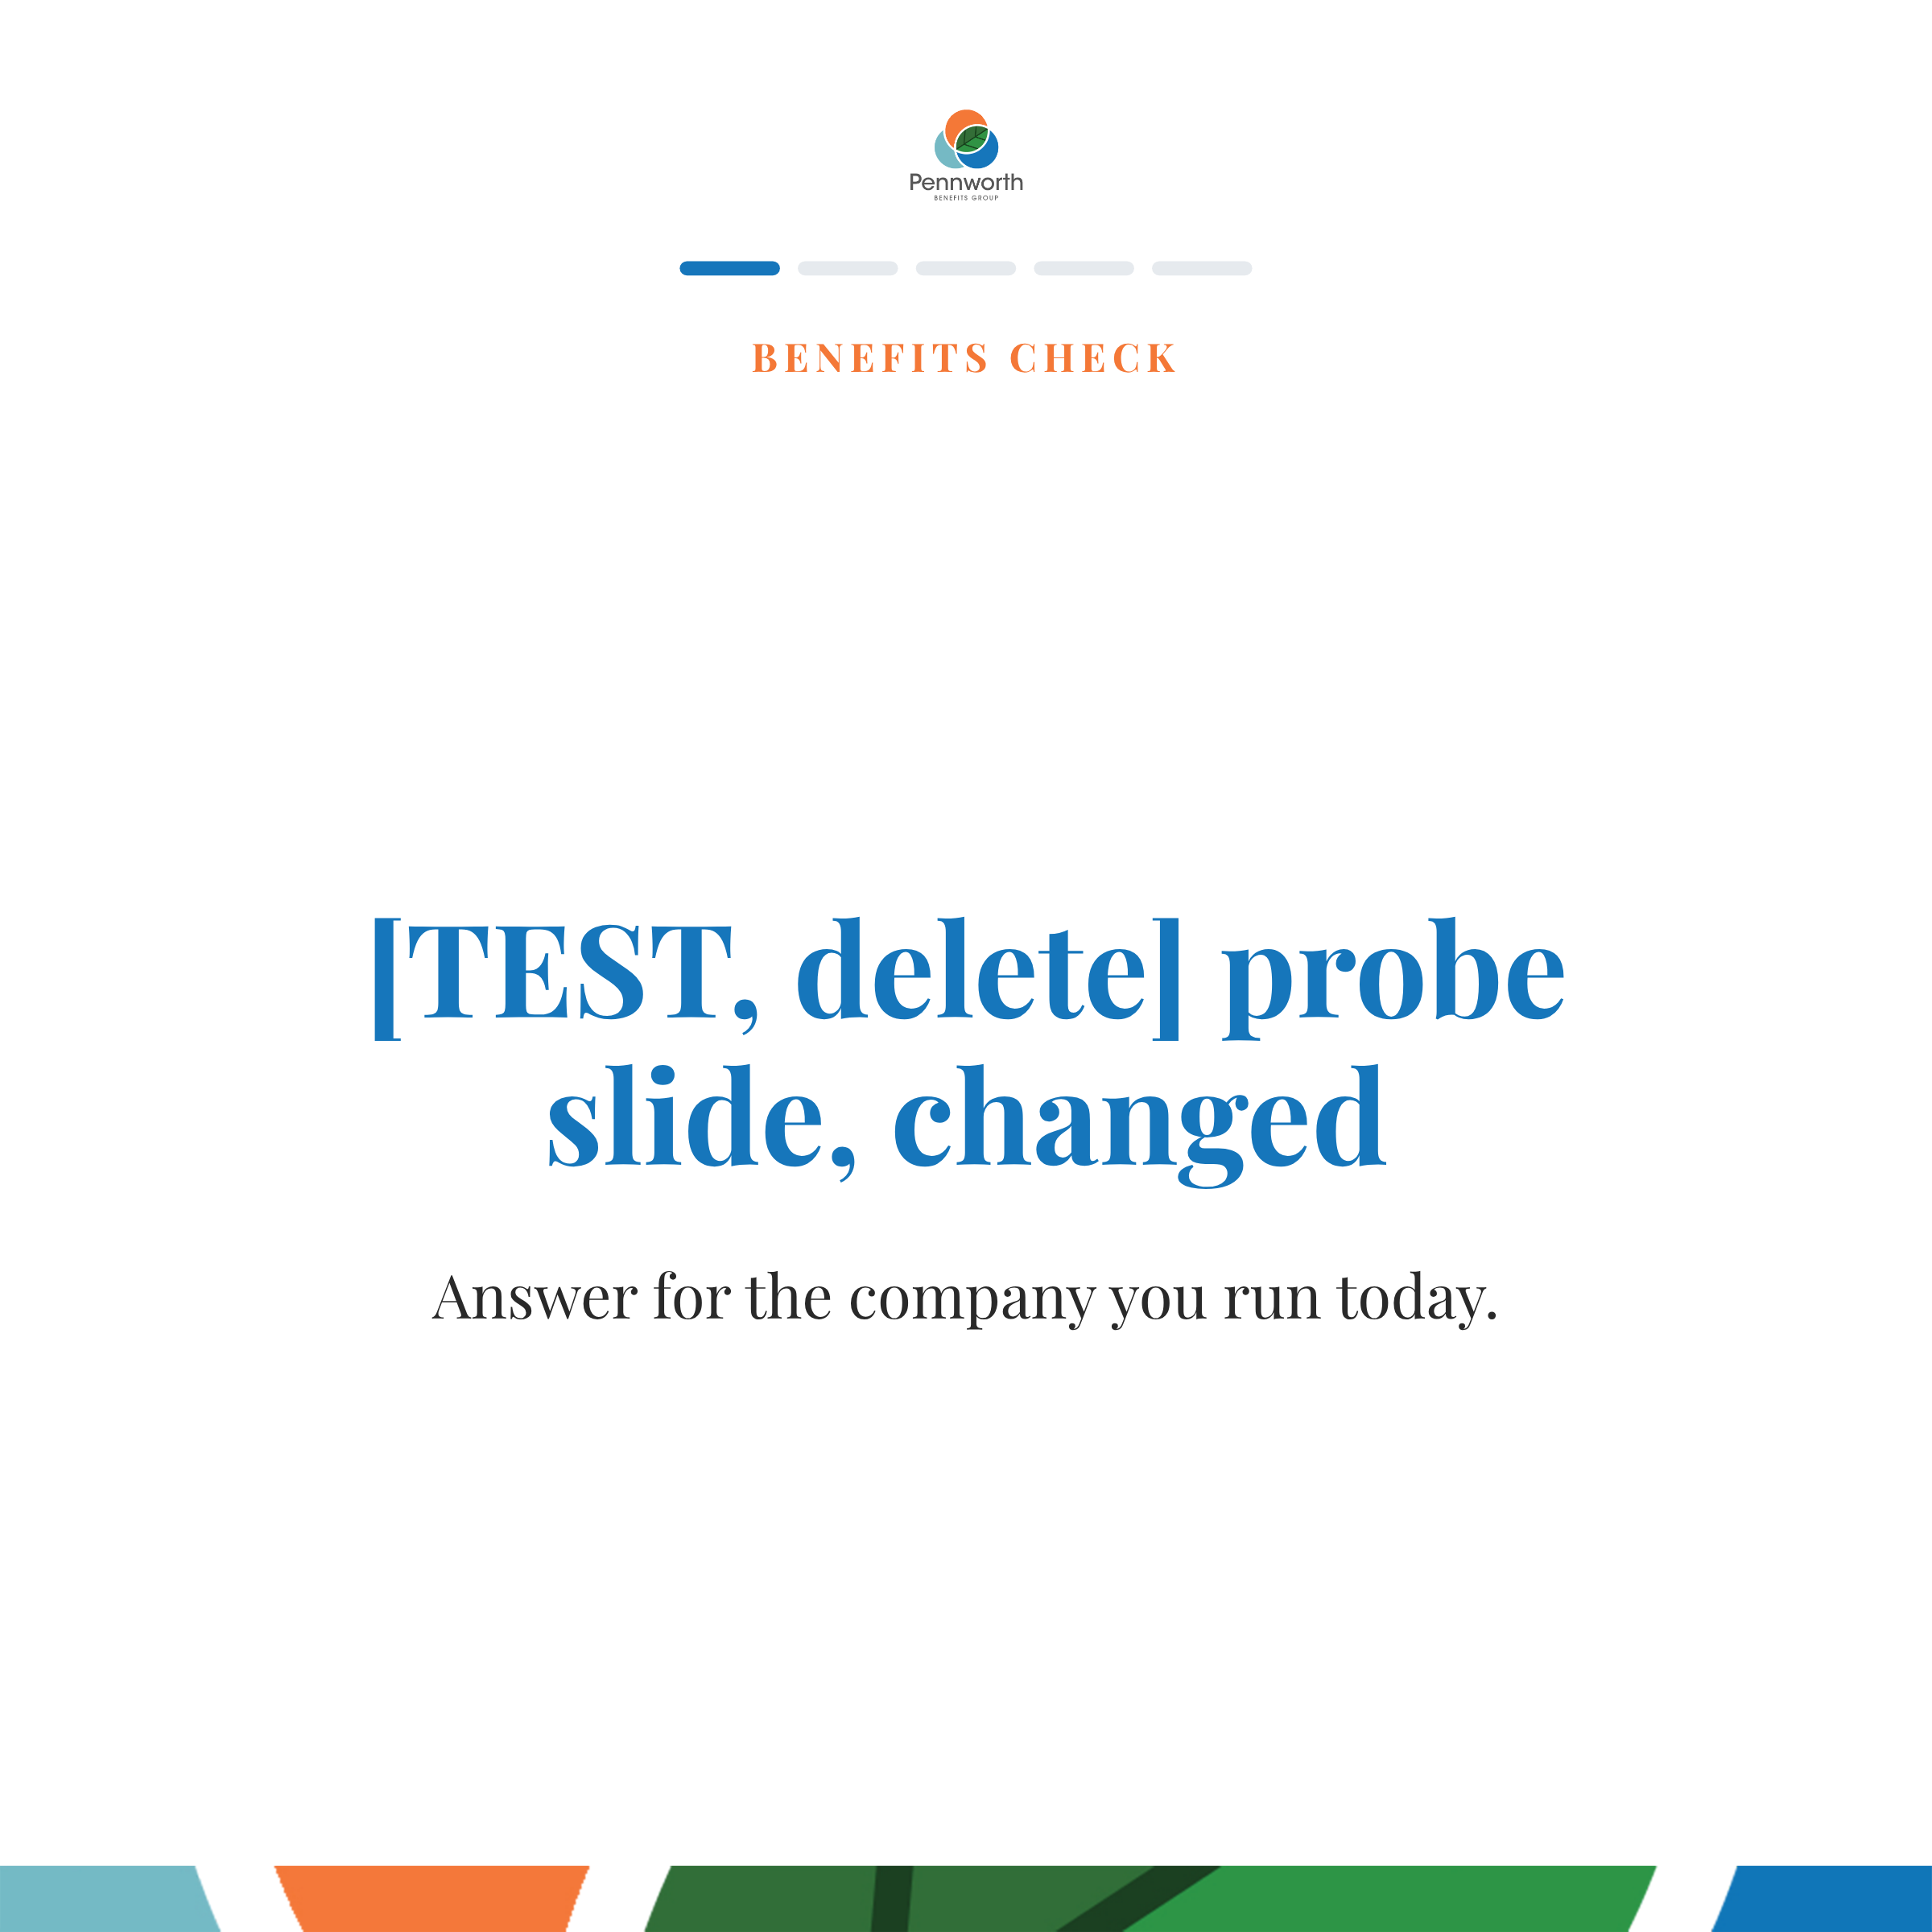 Pennworth
BENEFITS GROUP
BENEFITS CHECK
[TEST, delete] probe
slide, changed
Answer for the company you run today.